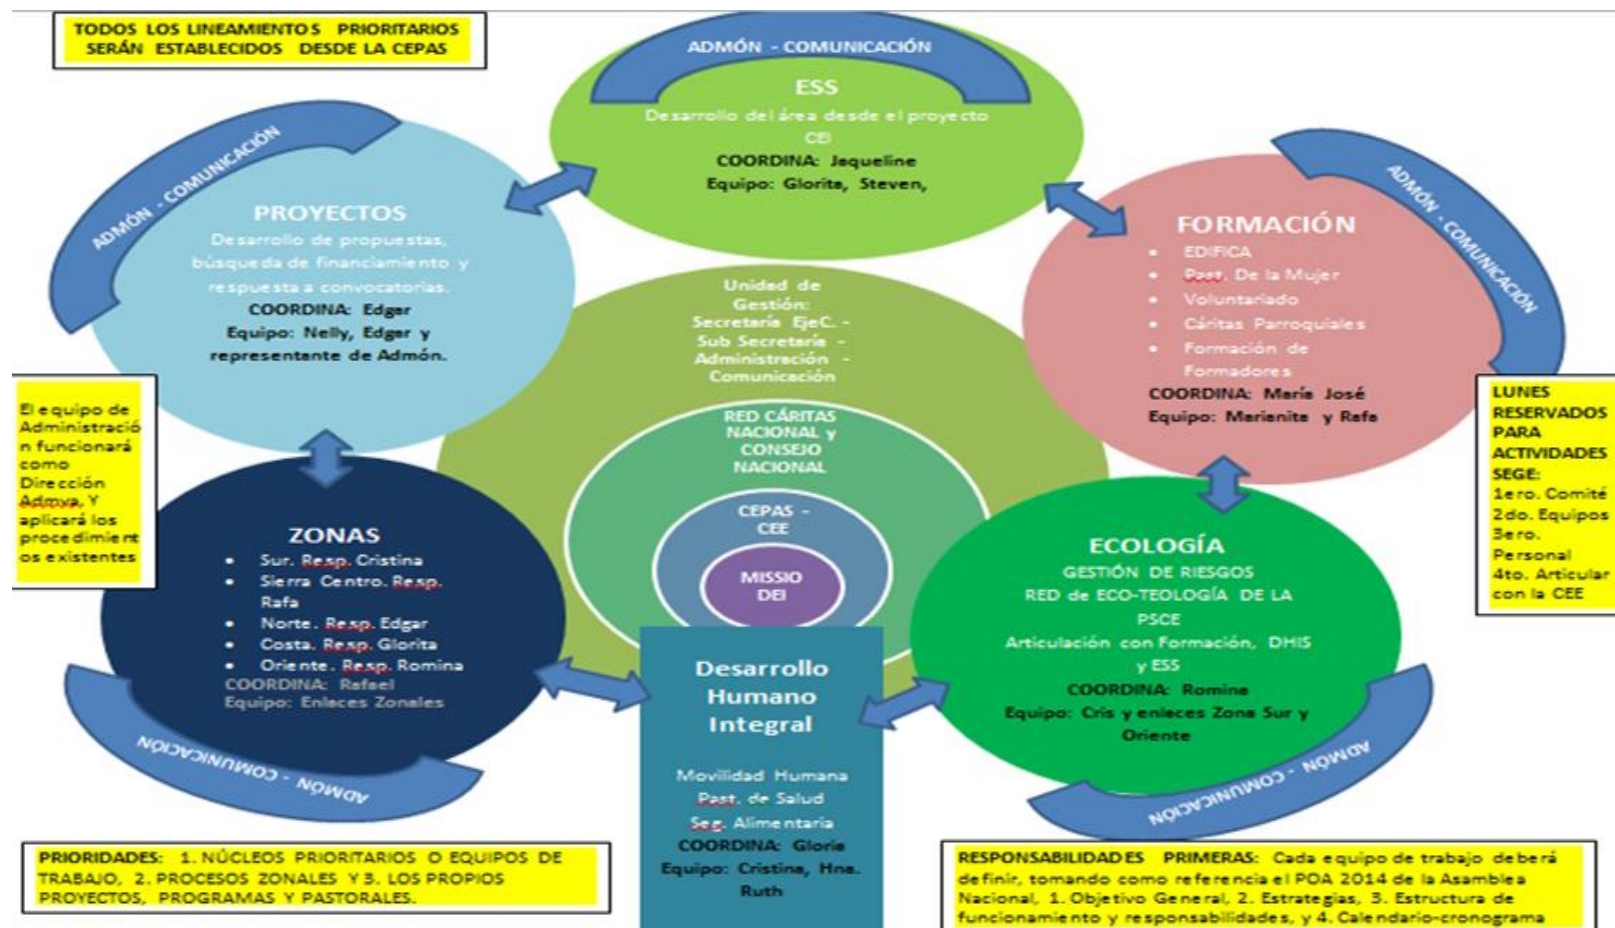 TODOS LOS LINEAMIENTOS PRIORITARIOS
SERÁN ESTABLECIDOS DESDE LA CEPAS
ADMÓN - COMUNICACIÓN
ESS
Desarrollo del área desde el proyecto
CEI
COORDINA: Jaqueline
Equipo: Glorita, Steven,
ADMÓN - COMUNICACIÓN
PROYECTOS
Desarrollo de propuestas,
búsqueda de financiamiento y
respuesta a convocatorias.
COORDINA: Edgar
Equipo: Nelly, Edgar y
representante de Admón.
ADMÓN - COMUNICACIÓN
FORMACIÓN
• EDIFICA
• Past. De la Mujer
• Voluntariado
• Cáritas Parroquiales
• Formación de
Formadores
COORDINA: María José
Equipo: Marianita y Rafa
Unidad de
Gestión:
Secretaría EjeC. -
Sub Secretaría -
Administración -
Comunicación
RED CÁRITAS
NACIONAL y
CONSEJO
NACIONAL
CEPAS -
CEE
MISSIO
DEI
El equipo de
Administració
n funcionará
como
Dirección
Admva. Y
aplicará los
procedimient
os existentes
LUNES
RESERVADOS
PARA
ACTIVIDADES
SEGE:
1ero. Comité
2do. Equipos
3ero.
Personal
4to. Articular
con la CEE
ZONAS
• Sur. Resp. Cristina
• Sierra Centro. Resp.
Rafa
• Norte. Resp. Edgar
• Costa. Resp. Glorita
• Oriente. Resp. Romina
COORDINA: Rafael
Equipo: Enlaces Zonales
ADMÓN - COMUNICACIÓN
Desarrollo
Humano
Integral
Movilidad Humana
Past. de Salud
Seg. Alimentaria
COORDINA: Gloria
Equipo: Cristina, Hna.
Ruth
ECOLOGÍA
GESTIÓN DE RIESGOS
RED de ECO-TEOLOGÍA DE LA
PSCE
Articulación con Formación, DHIS
y ESS
COORDINA: Romina
Equipo: Cris y enlaces Zona Sur y
Oriente
ADMÓN - COMUNICACIÓN
PRIORIDADES: 1. NÚCLEOS PRIORITARIOS O EQUIPOS DE
TRABAJO, 2. PROCESOS ZONALES Y 3. LOS PROPIOS
PROYECTOS, PROGRAMAS Y PASTORALES.
RESPONSABILIDADES PRIMERAS: Cada equipo de trabajo deberá
definir, tomando como referencia el POA 2014 de la Asamblea
Nacional, 1. Objetivo General, 2. Estrategias, 3. Estructura de
funcionamiento y responsabilidades, y 4. Calendario-cronograma